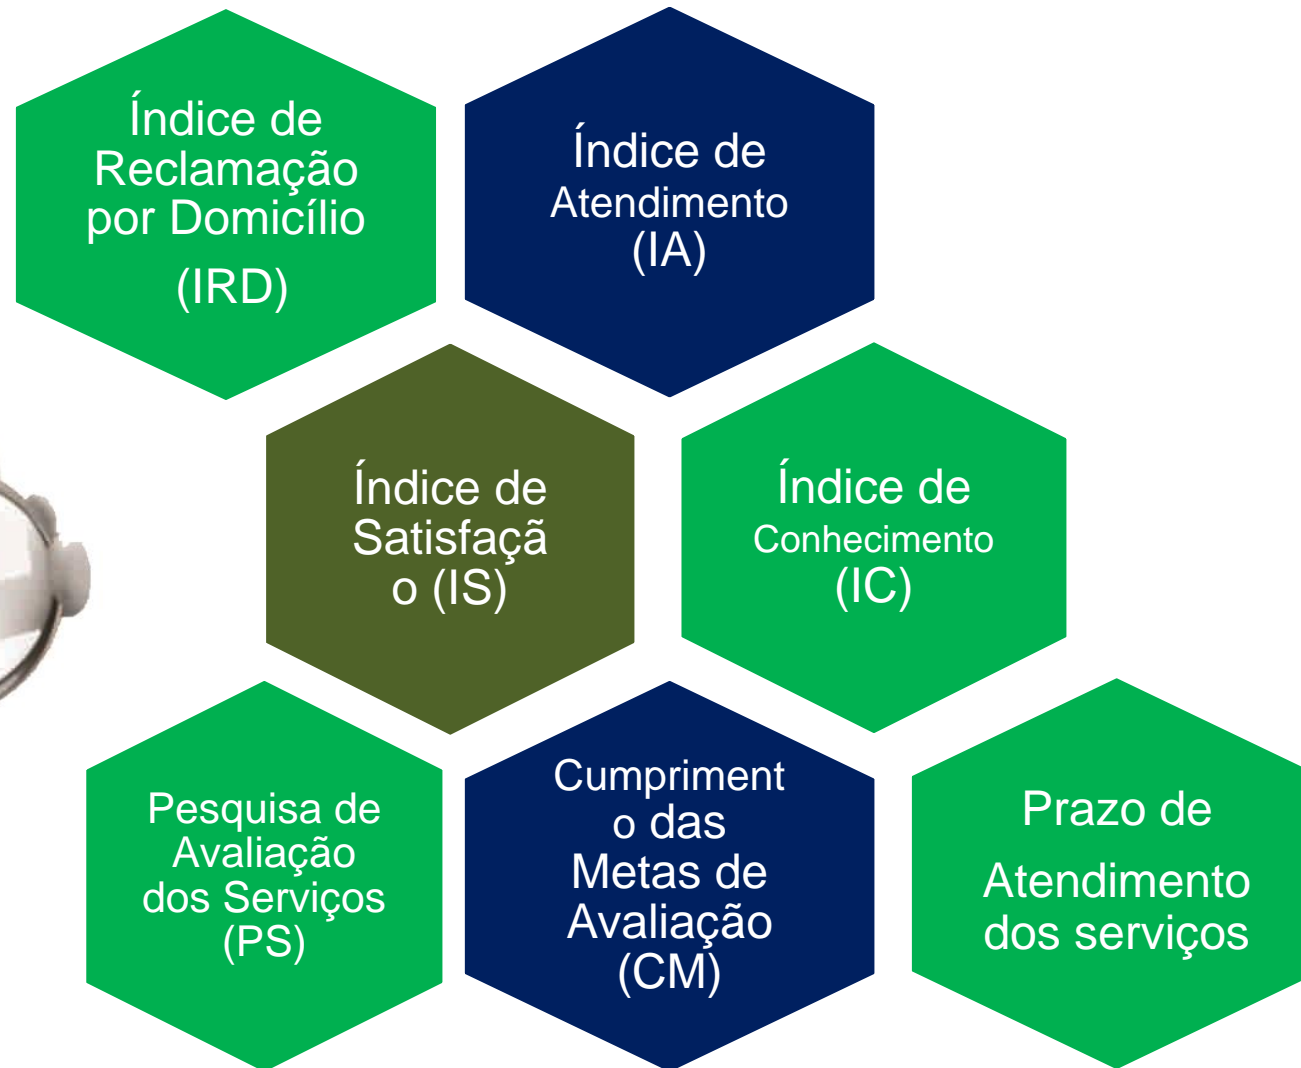 Índice de
Reclamação
por Domicílio
(IRD)
Índice de
Atendimento
(IA)
Índice de
Satisfaçã
o (IS)
Índice de
Conhecimento
(IC)
Pesquisa de
Avaliação
dos Serviços
(PS)
Cumpriment
o das
Metas de
Avaliação
(CM)
Prazo de
Atendimento
dos serviços